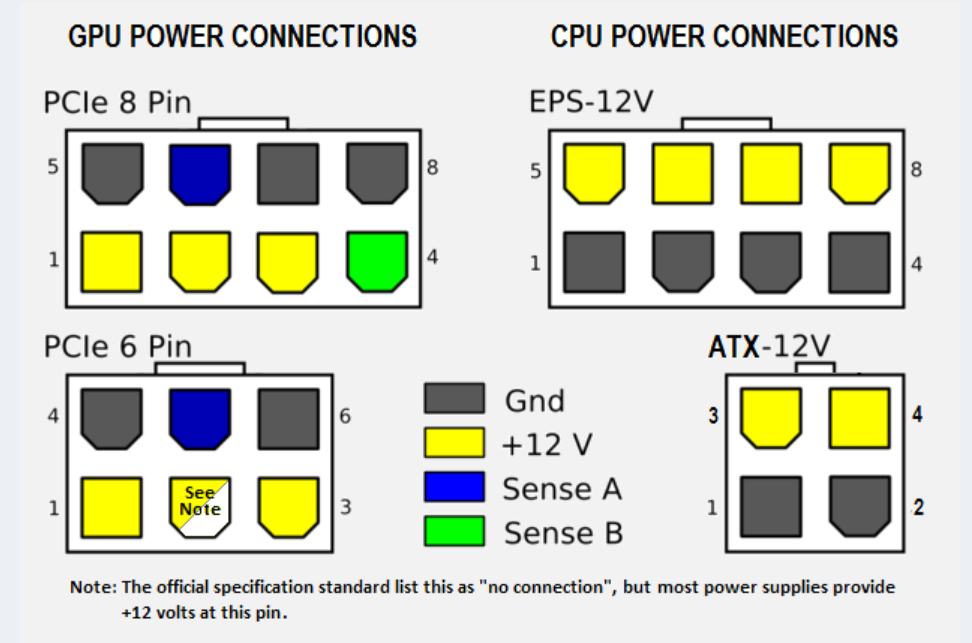 GPU POWER CONNECTIONS
CPU POWER CONNECTIONS
PCIe 8 Pin
5
8
1
4
EPS-12V
5
8
1
4
PCIe 6 Pin
4
6
1
See
Note
3
Gnd
+12 V
Sense A
Sense B
ATX-12V
3
4
1
2
Note: The official specification standard list this as "no connection", but most power supplies provide
+12 volts at this pin.